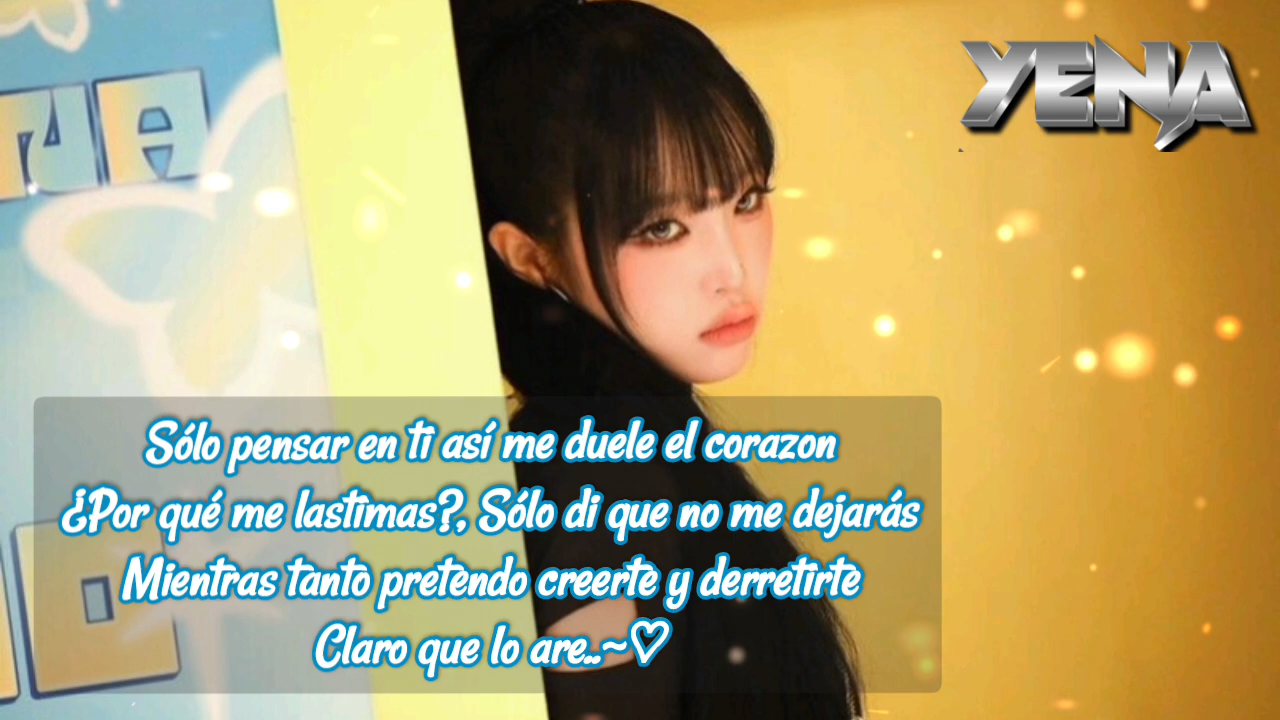 YENA
NA
Sólo pensar en ti así me duele el corazon
¿Por qué me lastimas?, Sólo di que no me dejarás
Mientras tanto pretendo creerte y derretirte
Claro que lo are..~♡